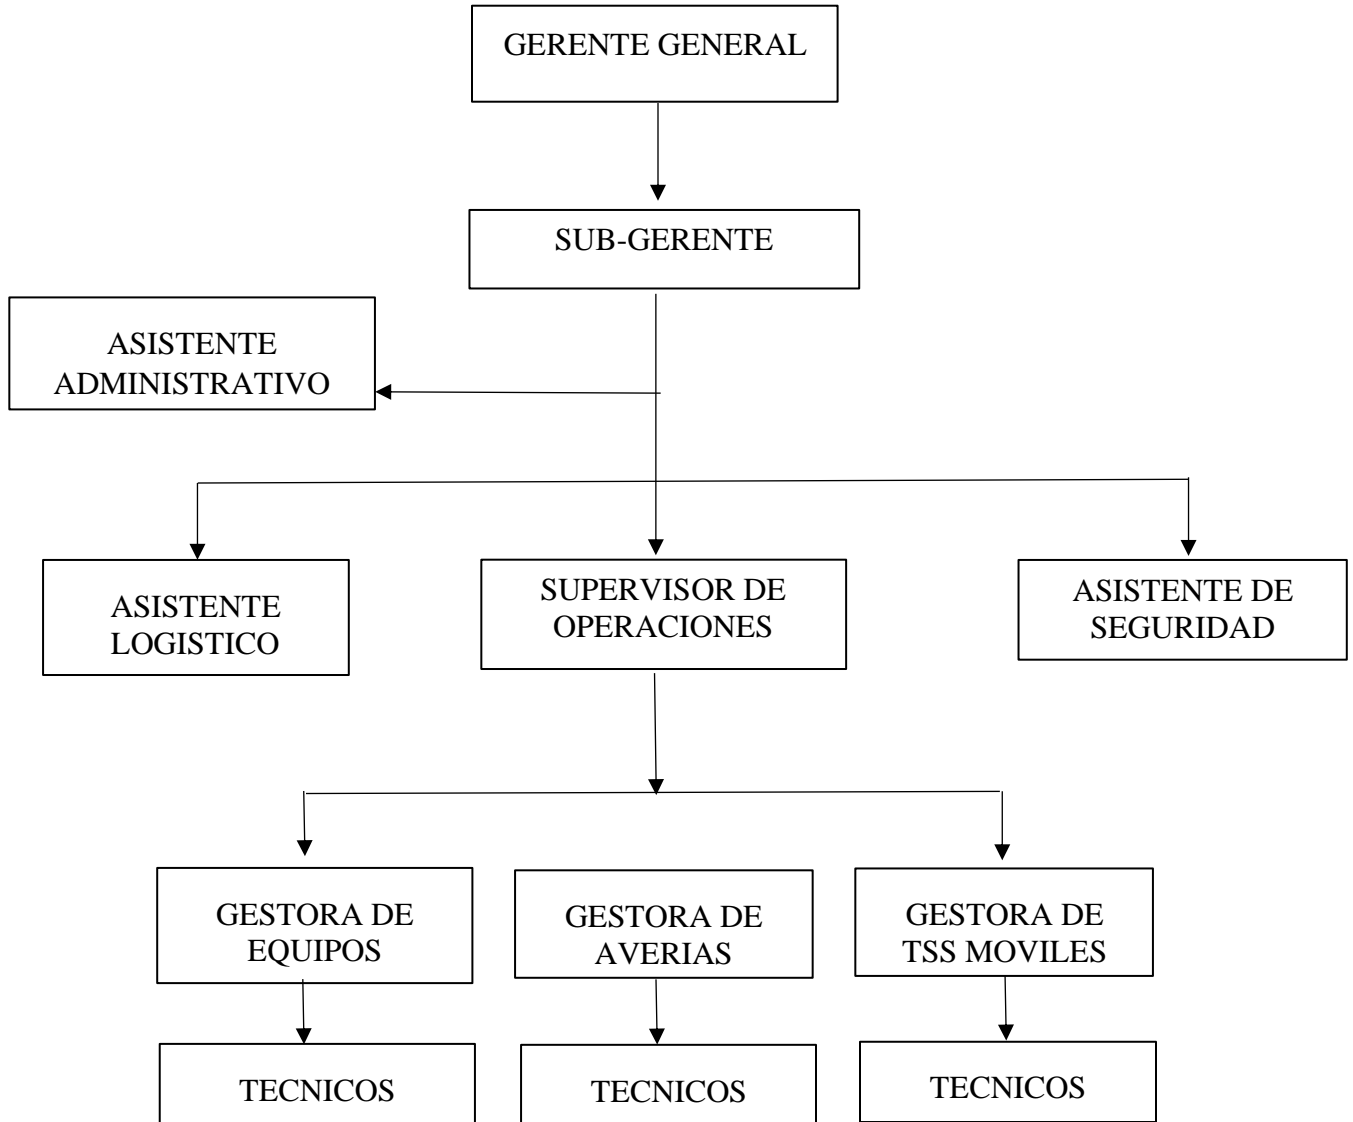 GERENTE GENERAL
SUB-GERENTE
ASISTENTE
ADMINISTRATIVO
ASISTENTE
LOGISTICO
SUPERVISOR DE
OPERACIONES
ASISTENTE DE
SEGURIDAD
GESTORA DE
EQUIPOS
GESTORA DE
AVERIAS
GESTORA DE
TSS MOVILES
TECNICOS
TECNICOS
TECNICOS